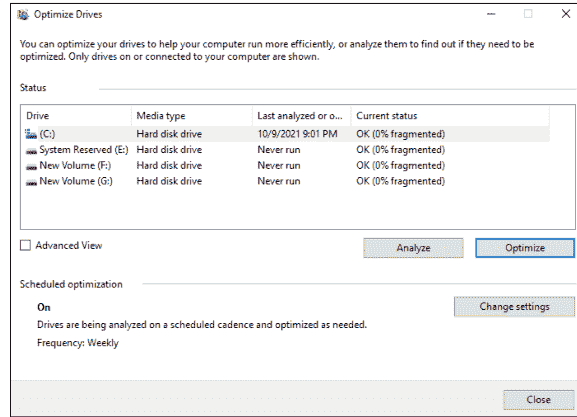 Optimize Drives
You can optimize your drives to help your computer run more efficiently, or analyze them to find out if they need to be
optimized. Only drives on or connected to your computer are shown.
Status
Drive Media type Last analyzed or o... Current status
(C:) Hard disk drive 10/9/2021 9:01 PM OK (0% fragmented)
System Reserved (E:) Hard disk drive Never run OK (0% fragmented)
New Volume (F:) Hard disk drive Never run OK (0% fragmented)
New Volume (G:) Hard disk drive Never run OK (0% fragmented)
Advanced View Analyze Optimize
Scheduled optimization
On Change settings
Drives are being analyzed on a scheduled cadence and optimized as needed.
Frequency: Weekly
Close